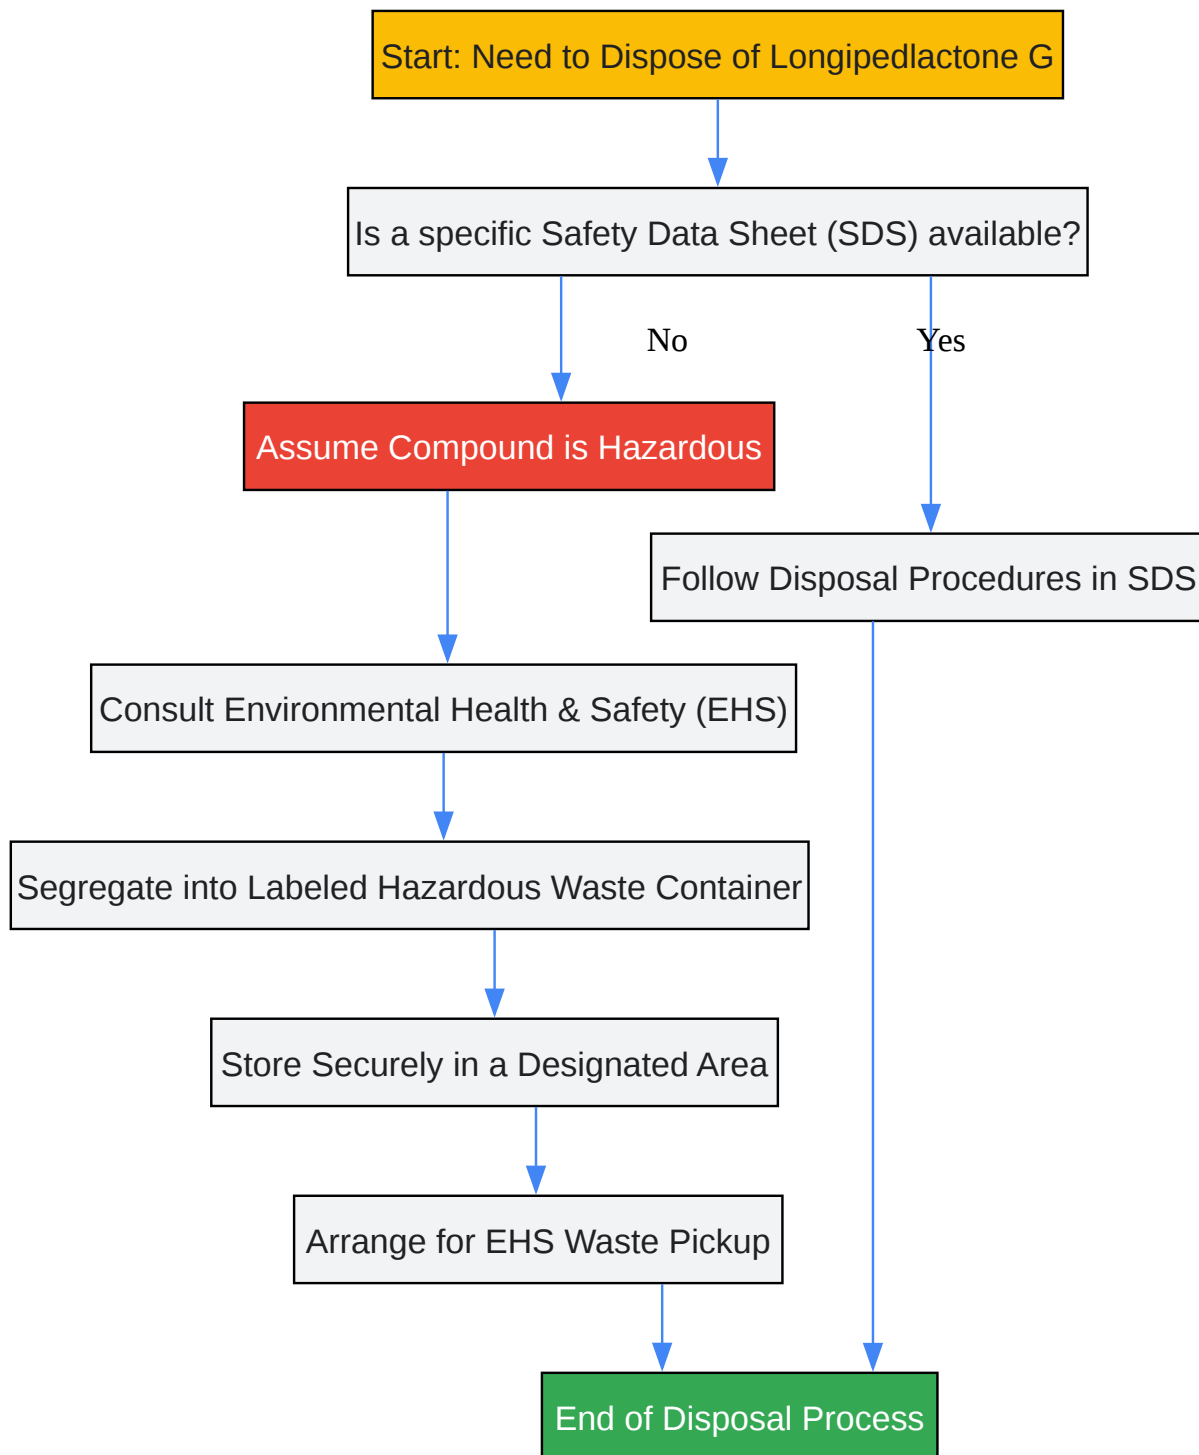 Start: Need to Dispose of Longipedlactone G
Is a specific Safety Data Sheet (SDS) available?
No
Yes
Assume Compound is Hazardous
Follow Disposal Procedures in SDS
Consult Environmental Health & Safety (EHS)
Segregate into Labeled Hazardous Waste Container
Store Securely in a Designated Area
Arrange for EHS Waste Pickup
End of Disposal Process